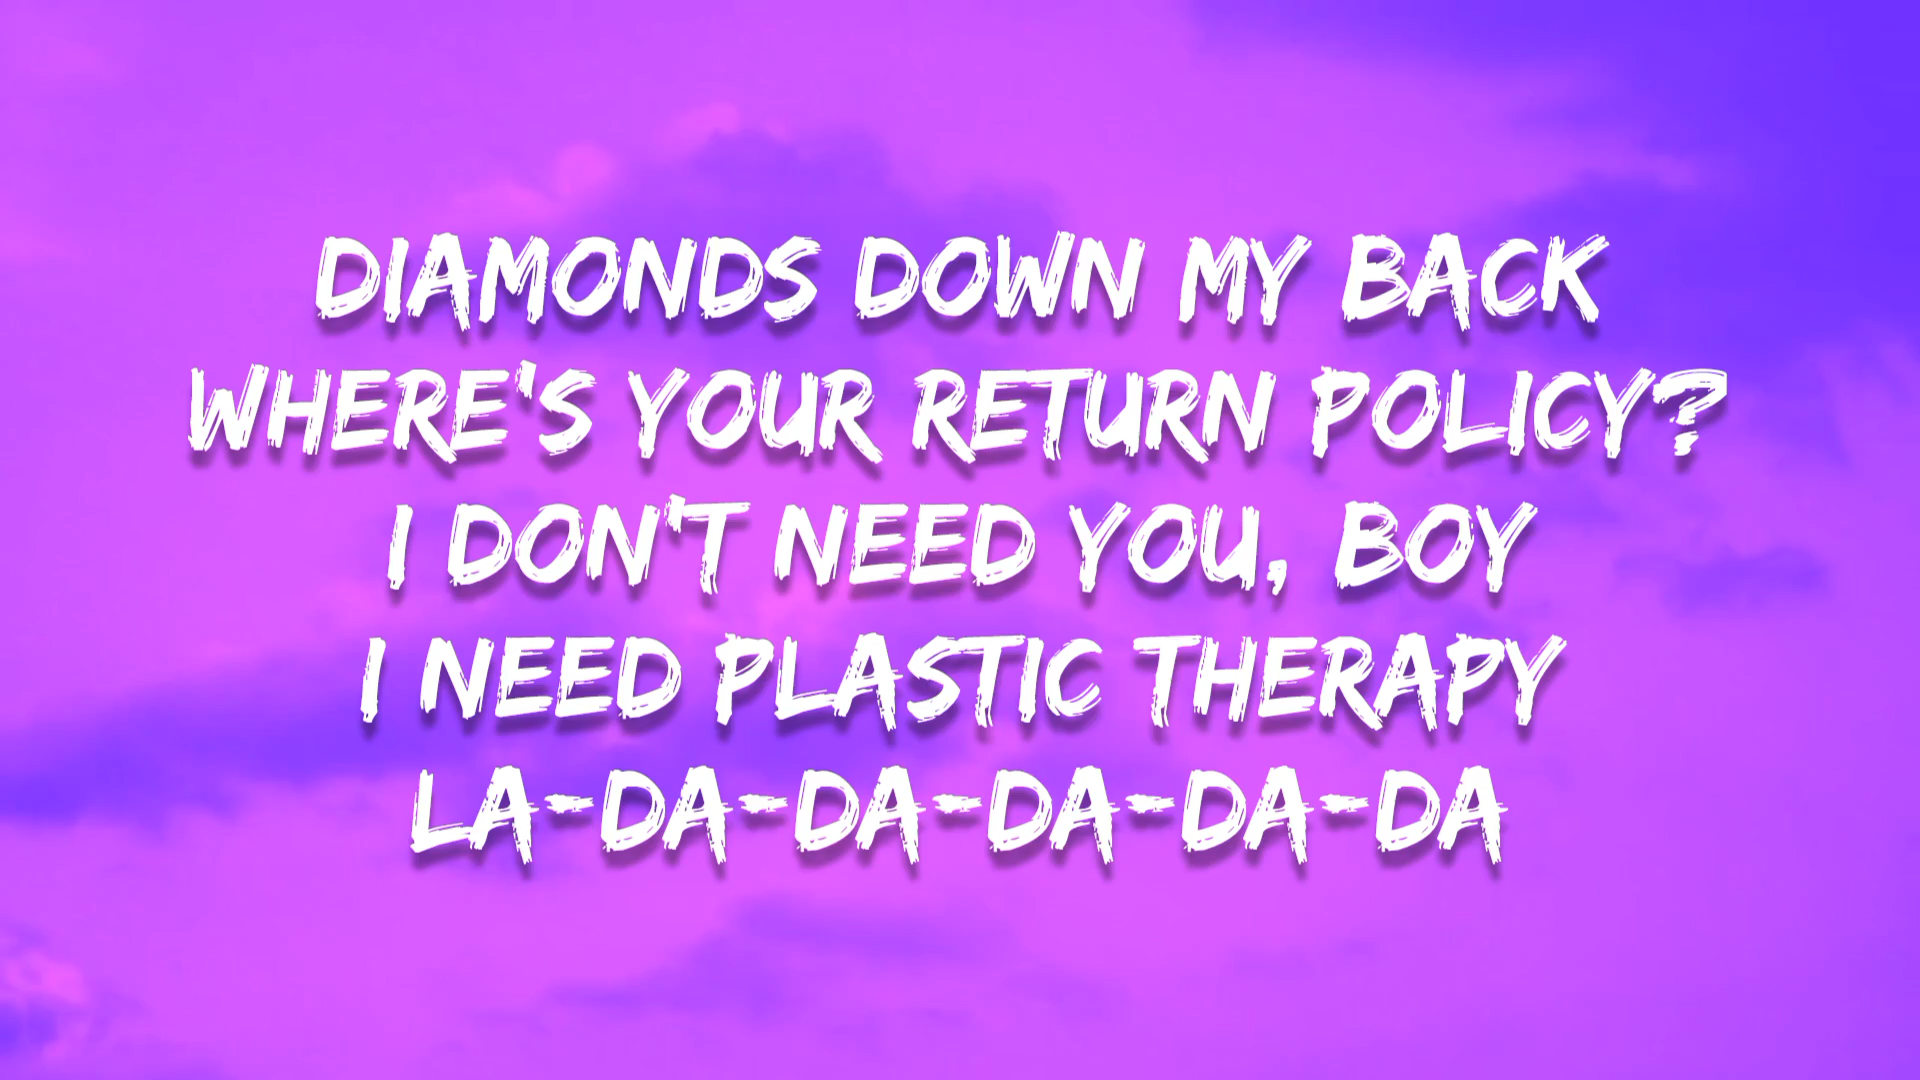 DIAMONDS DOWN MY BACK
WHERE'S YOUR RETURN POLICY?
I DON'T NEED YOU, BOY
I NEED PLASTIC THERAPY
LA-DA-DA-DA-DA-DA